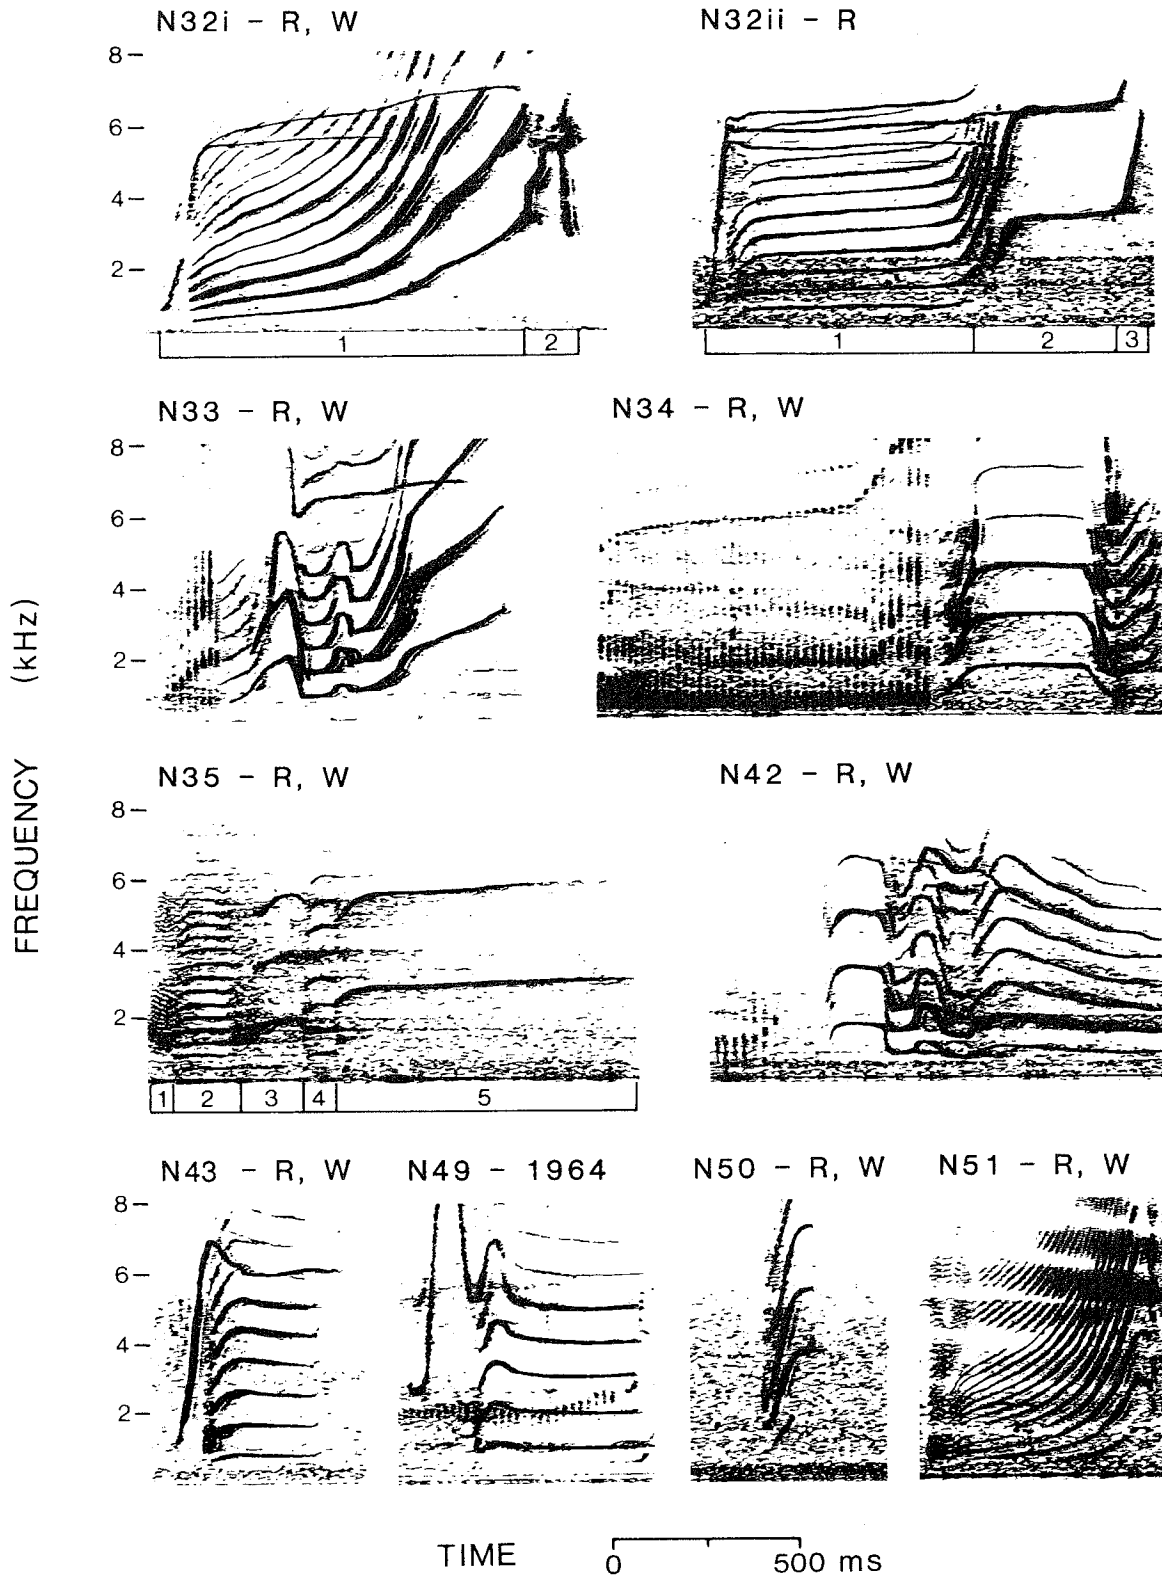 N32i – R, W
N32ii – R
8
6
4
2
1 2
1 2 3
N33 – R, W
N34 – R, W
8
6
4
2
FREQUENCY (kHz)
N35 – R, W
N42 – R, W
8
6
4
2
1 2 3 4 5
N43 – R, W
N49 – 1964
N50 – R, W
N51 – R, W
8
6
4
2
TIME
0 500 ms